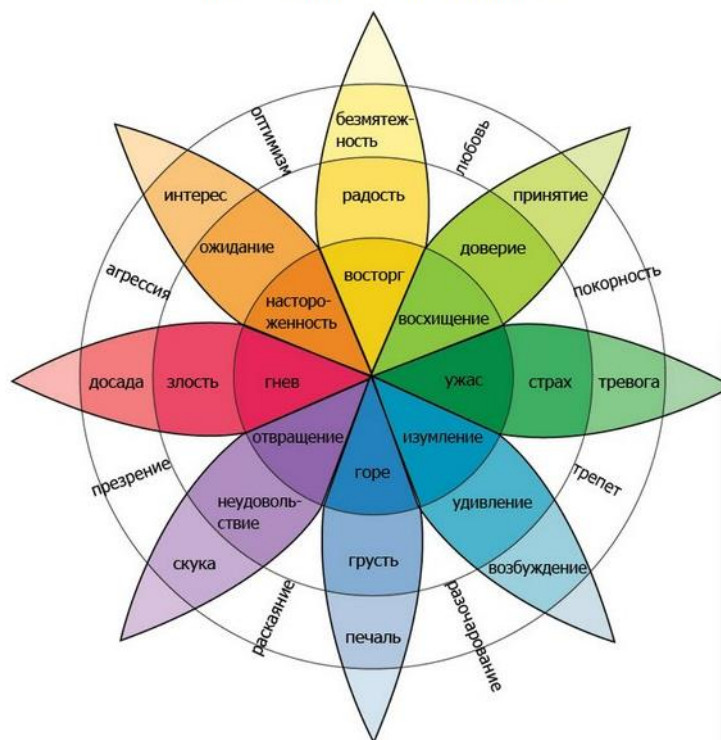 безмятеж-
ность
оптимизм
любовь
интерес
радость
принятие
ожидание
доверие
агрессия
восторг
покорность
насторо-
женность
восхищение
досада
злость
гнев
ужас
страх
тревога
отвращение
изумление
презрение
горе
трепет
неудоволь-
ствие
удивление
скука
грусть
возбуждение
раскаяние
печаль
разочарование